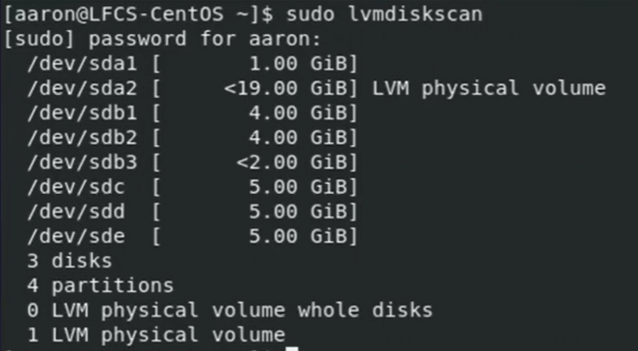 [aaron@LFCS-CentOS ~]$ sudo lvmdiskscan
[sudo] password for aaron:
  /dev/sda1 [       1.00 GiB]
  /dev/sda2 [     <19.00 GiB] LVM physical volume
  /dev/sdb1 [       4.00 GiB]
  /dev/sdb2 [       4.00 GiB]
  /dev/sdb3 [      <2.00 GiB]
  /dev/sdc  [       5.00 GiB]
  /dev/sdd  [       5.00 GiB]
  /dev/sde  [       5.00 GiB]
  3 disks
  4 partitions
  0 LVM physical volume whole disks
  1 LVM physical volume